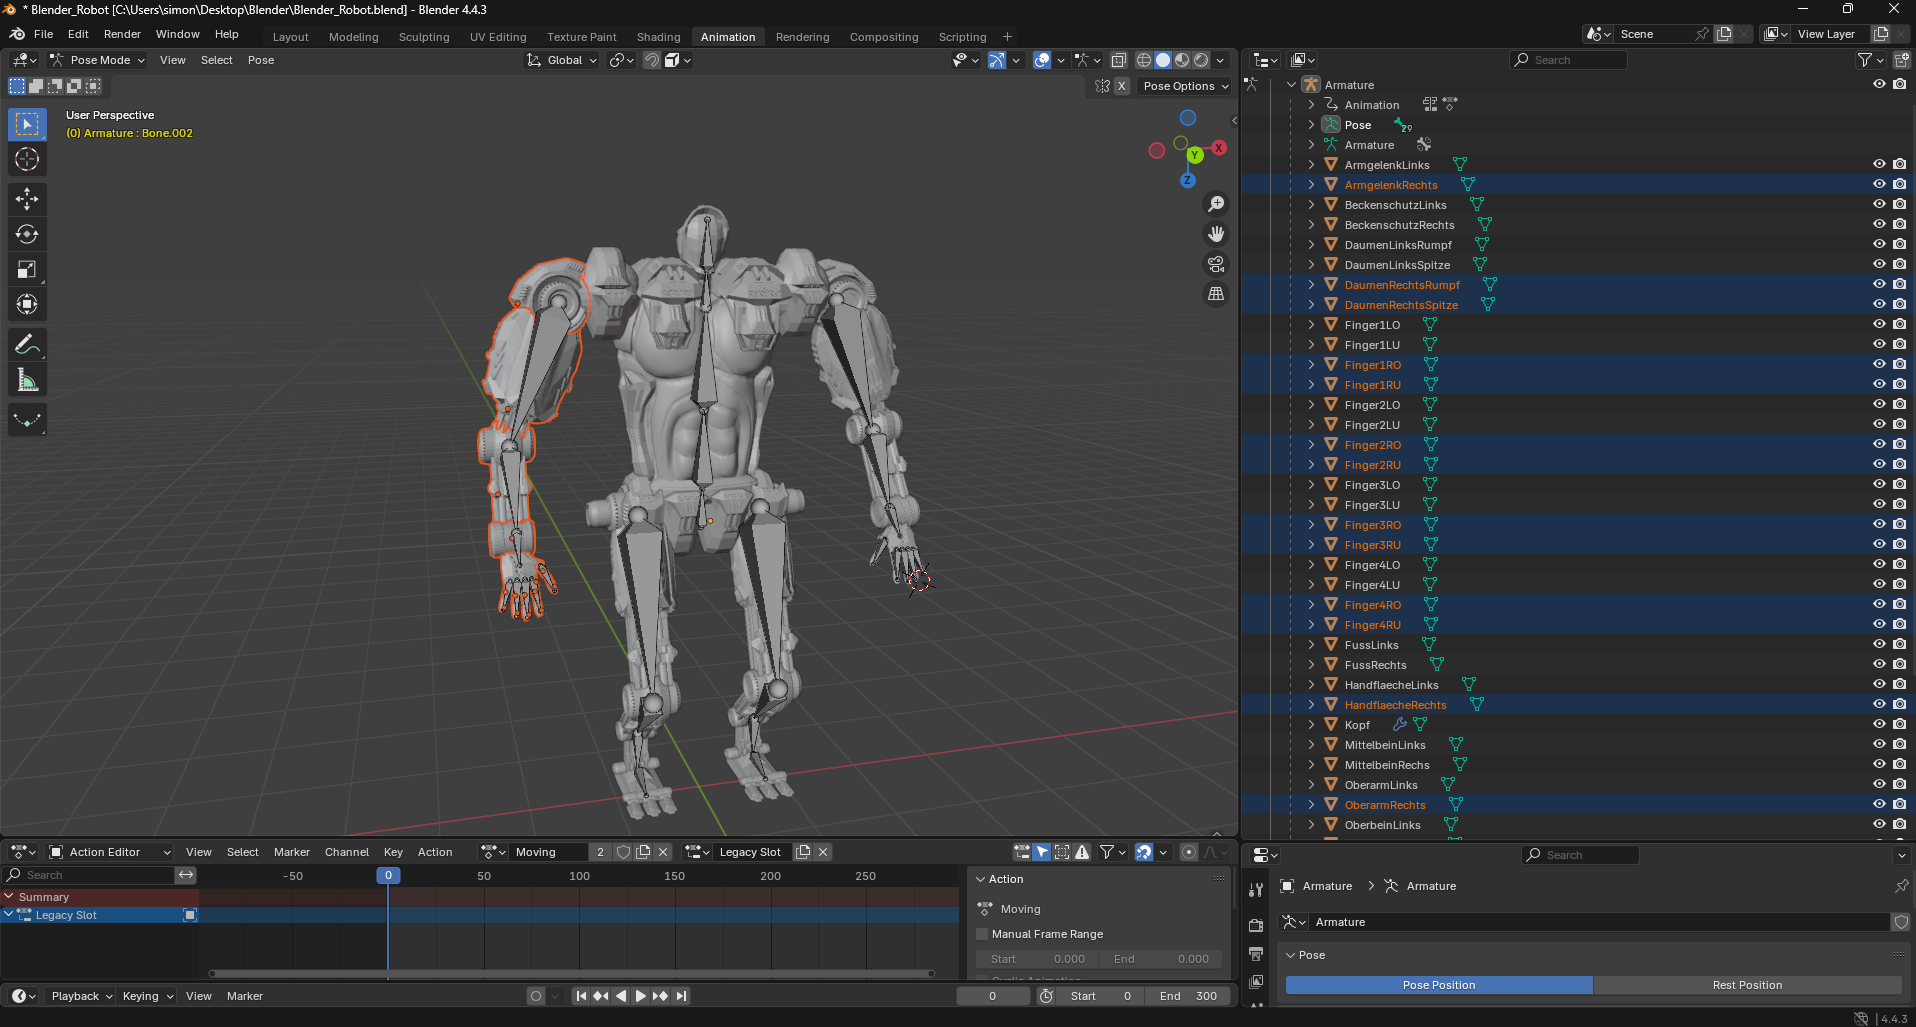 * Blender_Robot [C:\Users\simon\Desktop\Blender\Blender_Robot.blend] - Blender 4.4.3
File Edit Render Window Help Layout Modeling Sculpting UV Editing Texture Paint Shading Animation Rendering Compositing Scripting + Scene View Layer
Pose Mode View Select Pose Global Search
X Pose Options
User Perspective
(0) Armature : Bone.002
X
Y
Z
Armature
Animation
Pose 29
Armature
ArmgelenkLinks
ArmgelenkRechts
BeckenschutzLinks
BeckenschutzRechts
DaumenLinksRumpf
DaumenLinksSpitze
DaumenRechtsRumpf
DaumenRechtsSpitze
Finger1LO
Finger1LU
Finger1RO
Finger1RU
Finger2LO
Finger2LU
Finger2RO
Finger2RU
Finger3LO
Finger3LU
Finger3RO
Finger3RU
Finger4LO
Finger4LU
Finger4RO
Finger4RU
FussLinks
FussRechts
HandflaecheLinks
HandflaecheRechts
Kopf
MittelbeinLinks
MittelbeinRechs
OberarmLinks
OberarmRechts
OberbeinLinks
Action Editor View Select Marker Channel Key Action Moving 2 Legacy Slot
Search -50 0 50 100 150 200 250
Summary
Legacy Slot
Action
Moving
Manual Frame Range
Start 0.000 End 0.000
Cyclic Animation
Playback Keying View Marker 0 Start 0 End 300
Search
Armature > Armature
Armature
Pose
Pose Position Rest Position
4.4.3